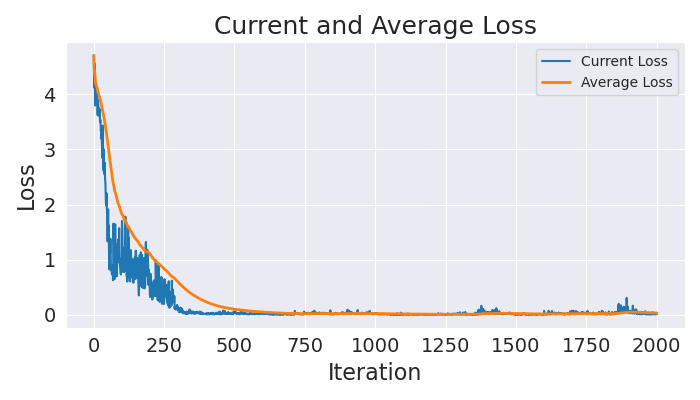 Current and Average Loss
Current Loss
Average Loss
Loss
4
3
2
1
0
0 250 500 750 1000 1250 1500 1750 2000
Iteration